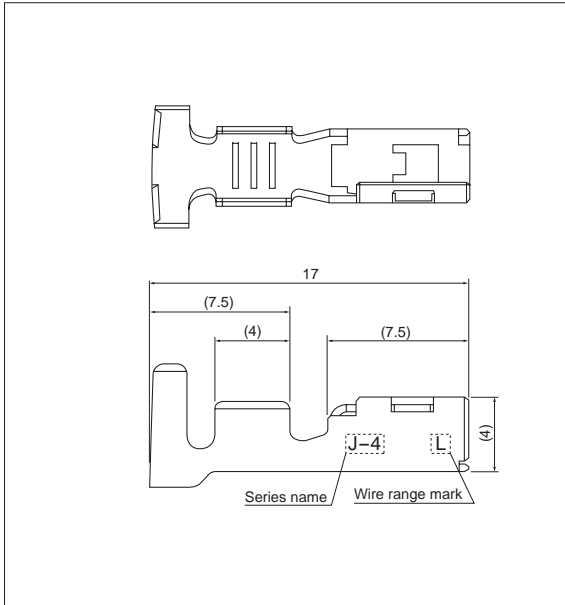 17
(7.5)
(4)
(7.5)
(4)
J-4
L
Series name
Wire range mark